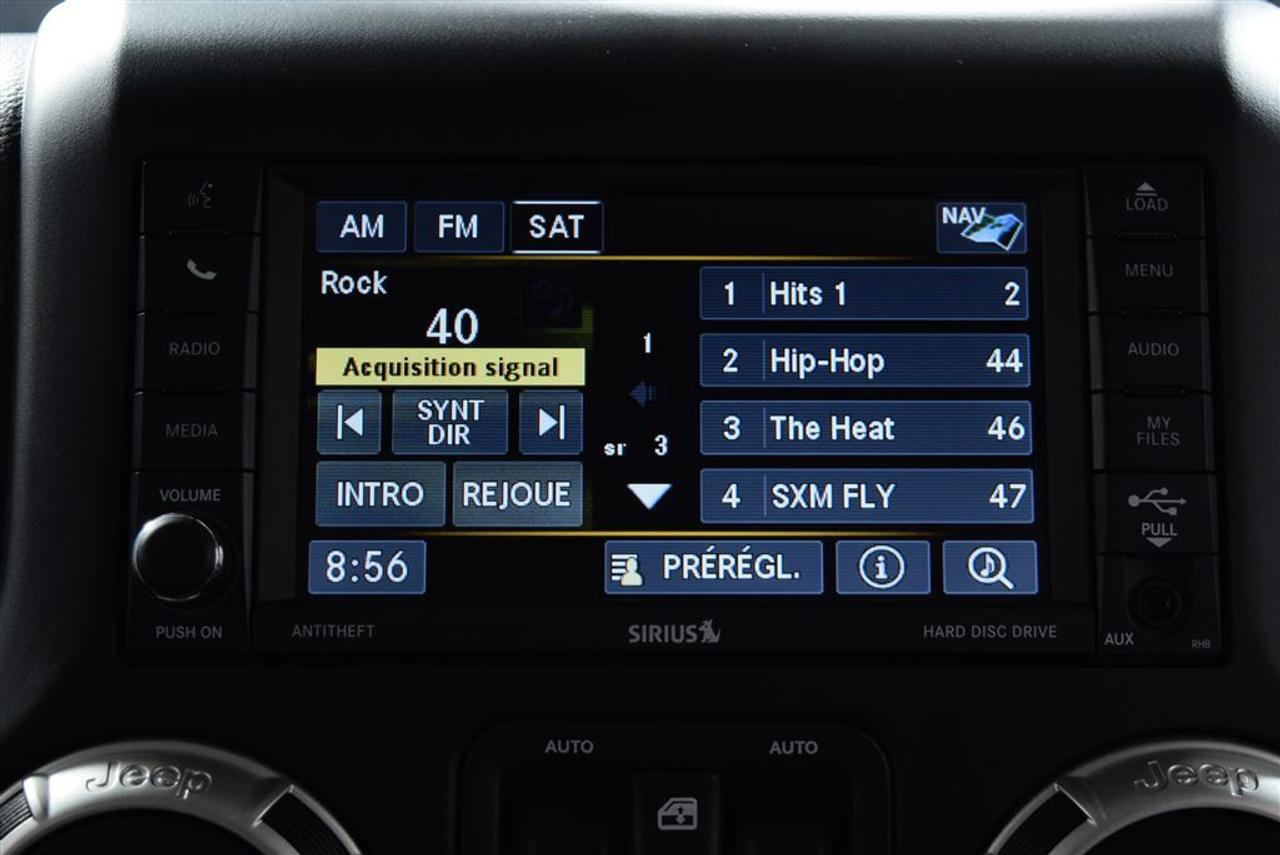 LOAD
AM FM SAT NAV
MENU
Rock
1 Hits 1 2
40
1
RADIO
AUDIO
Acquisition signal
2 Hip-Hop 44
SYNT
DIR
MEDIA
3 The Heat 46
MY
FILES
sr 3
INTRO REJOUE
4 SXM FLY 47
VOLUME
PULL
8:56 PRÉRÉGL. i
PUSH ON
ANTITHEFT
SIRIUS
HARD DISC DRIVE
AUX
RHB
AUTO AUTO
Jeep Jeep